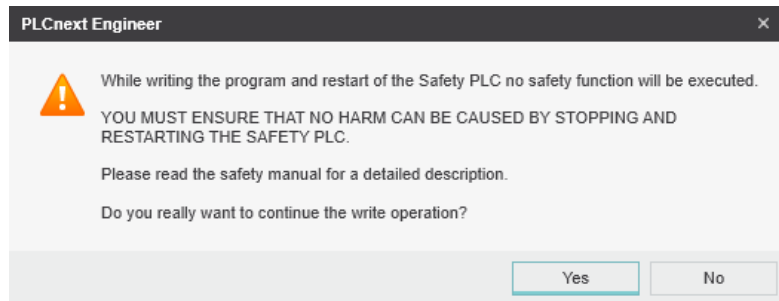 PLCnext Engineer
While writing the program and restart of the Safety PLC no safety function will be executed.
YOU MUST ENSURE THAT NO HARM CAN BE CAUSED BY STOPPING AND
RESTARTING THE SAFETY PLC.
Please read the safety manual for a detailed description.
Do you really want to continue the write operation?
Yes
No